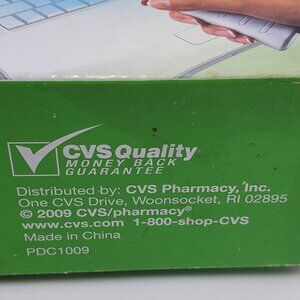 CVS Quality
MONEY BACK
GUARANTEE
Distributed by: CVS Pharmacy, Inc.
One CVS Drive, Woonsocket, RI 02895
© 2009 CVS/pharmacy®
www.cvs.com 1-800-shop-CVS
Made in China
PDC1009